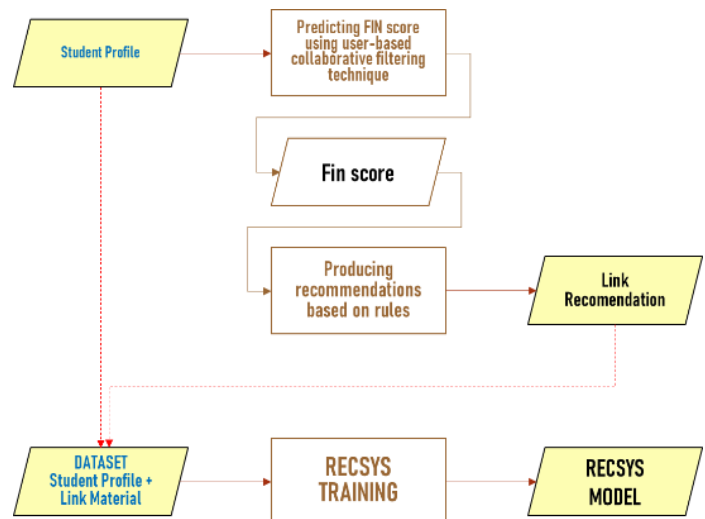 Student Profile
Predicting FIN score
using user-based
collaborative filtering
technique
Fin score
Producing
recommendations
based on rules
Link
Recomendation
DATASET
Student Profile +
Link Material
RECSYS
TRAINING
RECSYS
MODEL